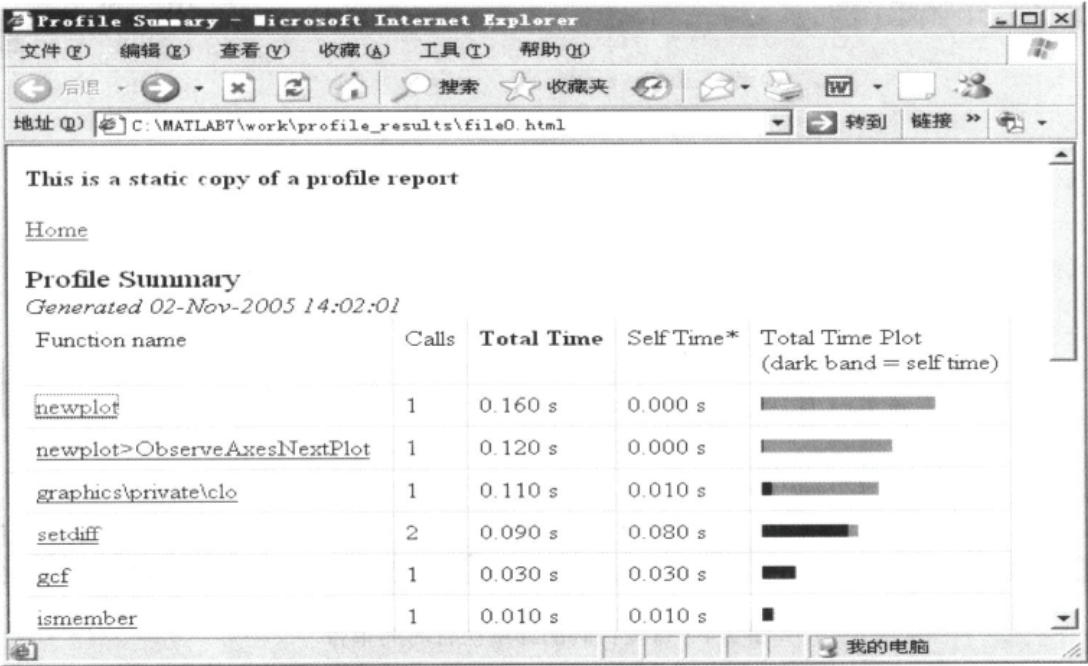 Profile Summary - Microsoft Internet Explorer
文件(F) 编辑(E) 查看(V) 收藏(A) 工具(T) 帮助(H)
后退 搜索 收藏夹
地址(D) C:\MATLAB7\work\profile_results\file0.html 转到 链接 »
This is a static copy of a profile report
Home
Profile Summary
Generated 02-Nov-2005 14:02:01
Function name Calls Total Time Self Time* Total Time Plot
(dark band = self time)
newplot 1 0.160 s 0.000 s
newplot>ObserveAxesNextPlot 1 0.120 s 0.000 s
graphics\private\clo 1 0.110 s 0.010 s
setdiff 2 0.090 s 0.080 s
gcf 1 0.030 s 0.030 s
ismember 1 0.010 s 0.010 s
我的电脑